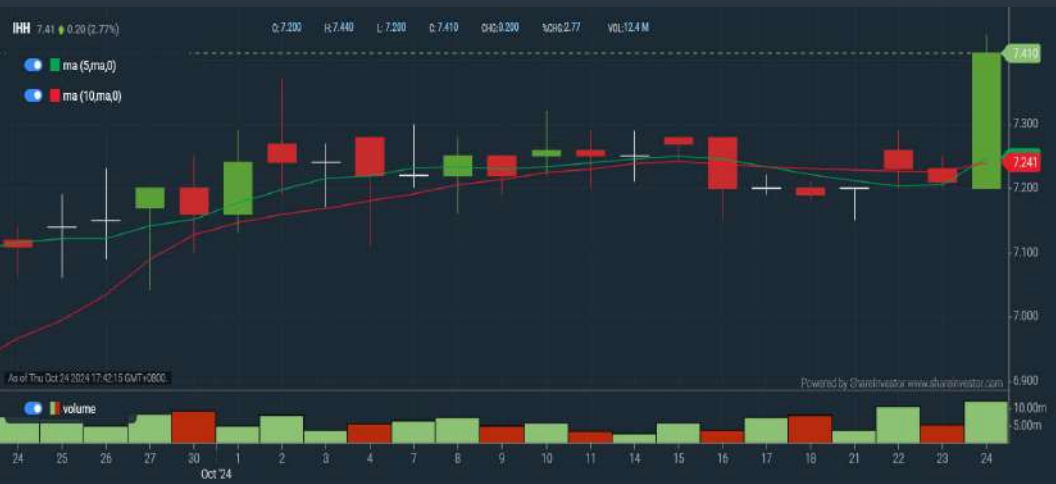 IHH 7.41 0.20 (2.77%) O:7.200 H:7.440 L: 7.200 C: 7.410 CHG:0.200 %CHG:2.77 VOL:12.4 M
7.410
ma (5,ma,0)
ma (10,ma,0)
7.300
7.241
7.200
7.100
7.000
As of Thu Oct 24 2024 17:42:15 GMT+0800.
Powered by ShareInvestor www.shareinvestor.com
6.900
volume
10.00m
5.00m
24 25 26 27 30 1 2 3 4 7 8 9 10 11 14 15 16 17 18 21 22 23 24
Oct '24